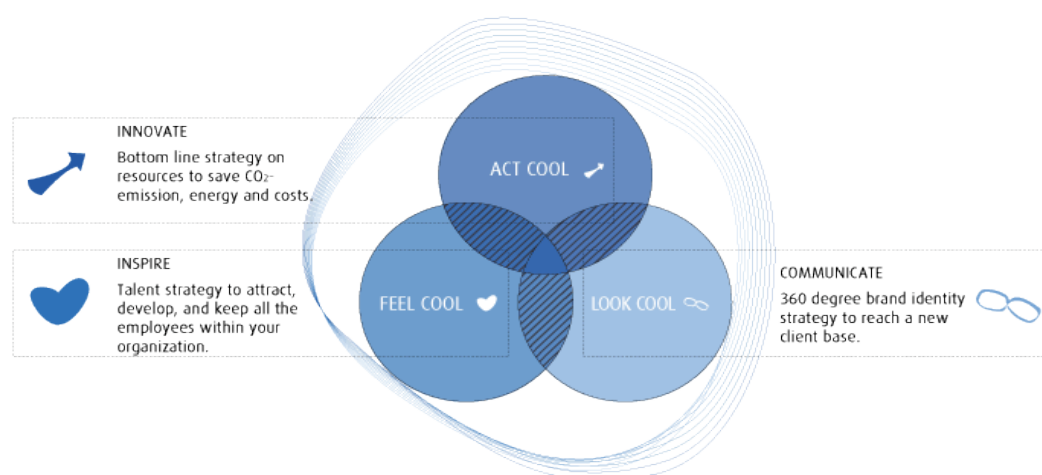 INNOVATE
Bottom line strategy on
resources to save CO₂-
emission, energy and costs.
ACT COOL
INSPIRE
Talent strategy to attract,
develop, and keep all the
employees within your
organization.
FEEL COOL
LOOK COOL
COMMUNICATE
360 degree brand identity
strategy to reach a new
client base.